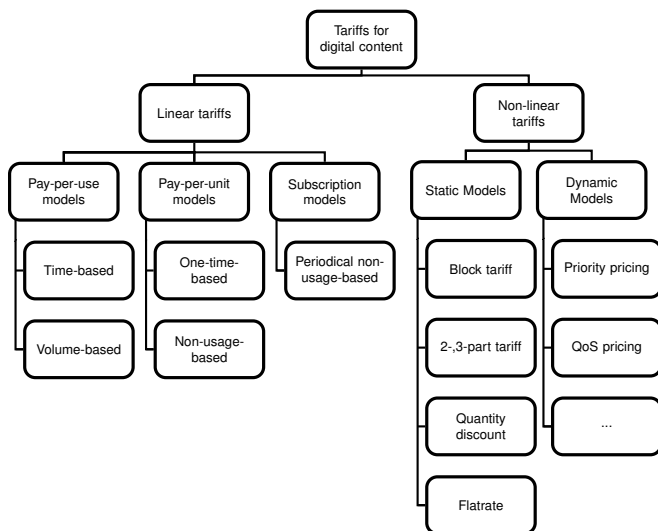 Tariffs for
digital content
Linear tariffs
Non-linear
tariffs
Pay-per-use
models
Pay-per-unit
models
Subscription
models
Static Models
Dynamic
Models
Time-based
One-time-
based
Periodical non-
usage-based
Block tariff
Priority pricing
Volume-based
Non-usage-
based
2-,3-part tariff
QoS pricing
Quantity
discount
...
Flatrate